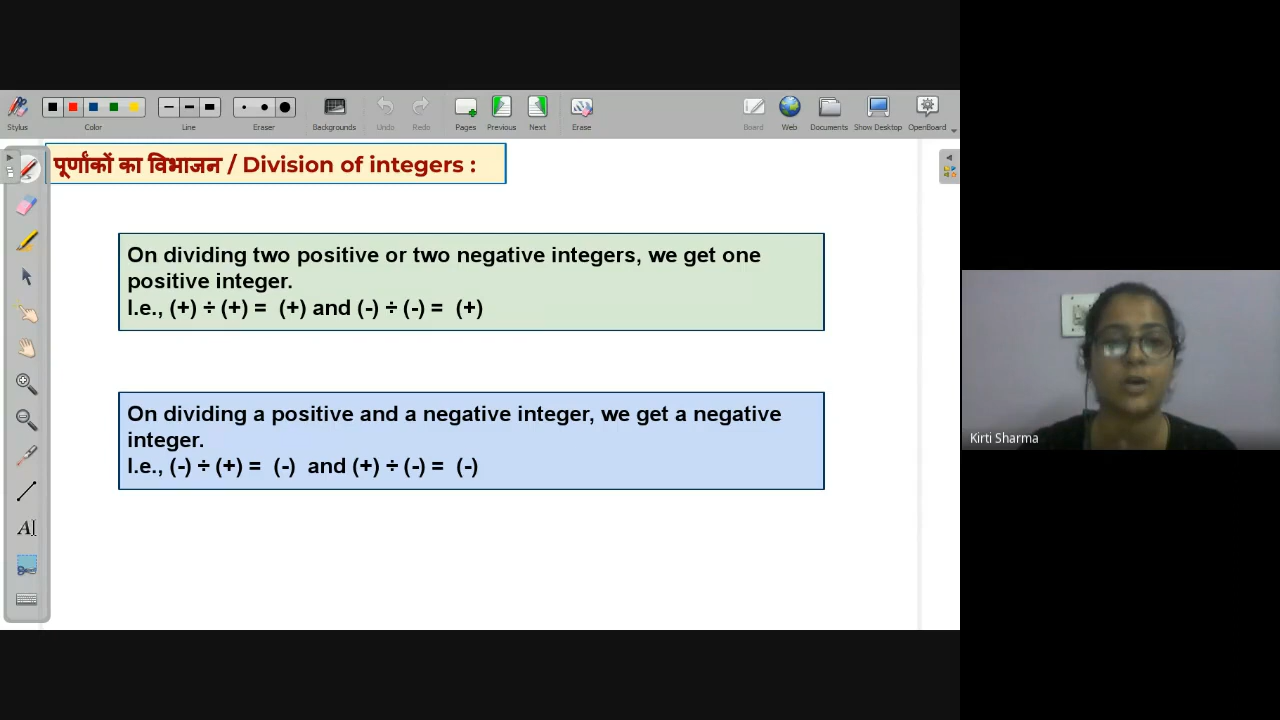 Stylus
Color
Line
Eraser
Backgrounds
Undo
Redo
Pages
Previous
Next
Erase
Board
Web
Documents
Show Desktop
OpenBoard
पूर्णांकों का विभाजन / Division of integers :
On dividing two positive or two negative integers, we get one
positive integer.
I.e., (+) ÷ (+) = (+) and (-) ÷ (-) = (+)
On dividing a positive and a negative integer, we get a negative
integer.
I.e., (-) ÷ (+) = (-) and (+) ÷ (-) = (-)
Kirti Sharma